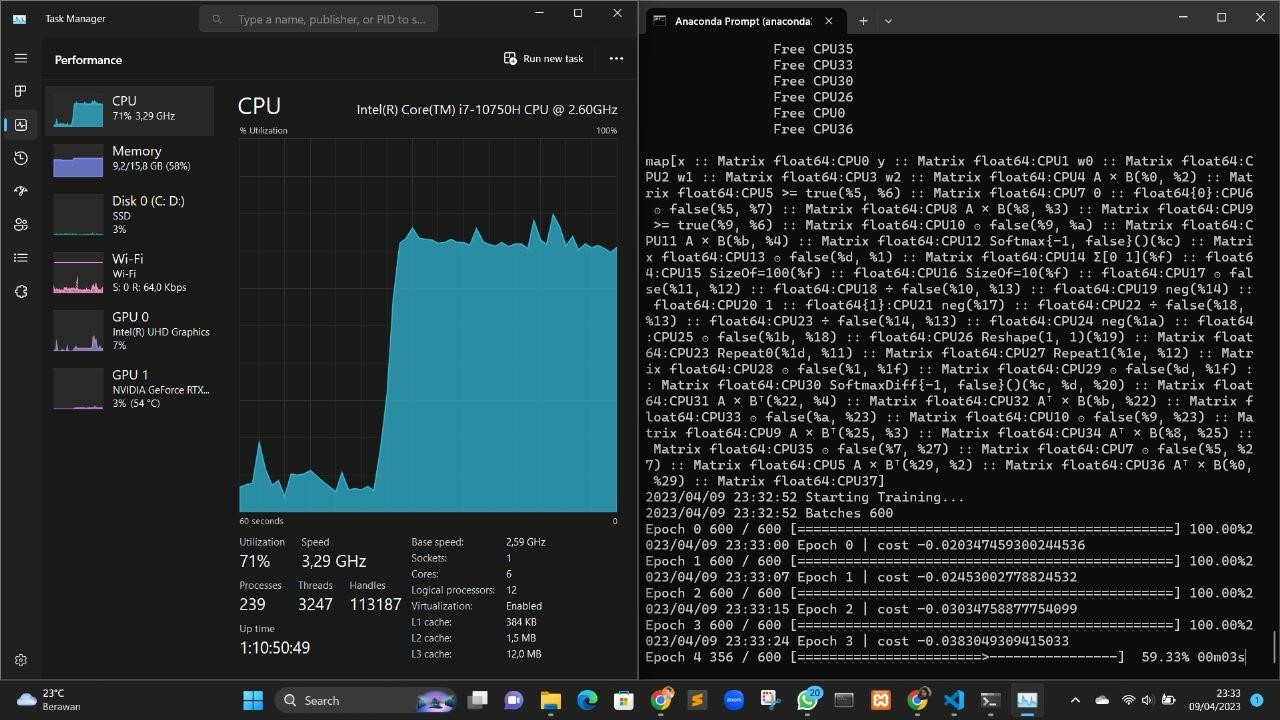 Task Manager
Type a name, publisher, or PID to s...
Performance
Run new task
CPU
71% 3,29 GHz
Memory
9,2/15,8 GB (58%)
Disk 0 (C: D:)
SSD
3%
Wi-Fi
Wi-Fi
S: 0 R: 64,0 Kbps
GPU 0
Intel(R) UHD Graphics
7%
GPU 1
NVIDIA GeForce RTX...
3% (54 °C)
CPU
Intel(R) Core(TM) i7-10750H CPU @ 2.60GHz
% Utilization
100%
60 seconds
0
Utilization
Speed
71%
3,29 GHz
Processes
Threads
Handles
239
3247
113187
Up time
1:10:50:49
Base speed:
2,59 GHz
Sockets:
1
Cores:
6
Logical processors:
12
Virtualization:
Enabled
L1 cache:
384 KB
L2 cache:
1,5 MB
L3 cache:
12,0 MB
Anaconda Prompt (anaconda:
Free CPU35
Free CPU33
Free CPU30
Free CPU26
Free CPU0
Free CPU36
map[x :: Matrix float64:CPU0 y :: Matrix float64:CPU1 w0 :: Matrix float64:C
PU2 w1 :: Matrix float64:CPU3 w2 :: Matrix float64:CPU4 A × B(%0, %2) :: Mat
rix float64:CPU5 >= true(%5, %6) :: Matrix float64:CPU7 0 :: float64{0}:CPU6
⊙ false(%5, %7) :: Matrix float64:CPU8 A × B(%8, %3) :: Matrix float64:CPU9
>= true(%9, %6) :: Matrix float64:CPU10 ⊙ false(%9, %a) :: Matrix float64:C
PU11 A × B(%b, %4) :: Matrix float64:CPU12 Softmax{-1, false}()(%c) :: Matri
x float64:CPU13 ⊙ false(%d, %1) :: Matrix float64:CPU14 Σ[0 1](%f) :: float6
4:CPU15 SizeOf=100(%f) :: float64:CPU16 SizeOf=10(%f) :: float64:CPU17 ⊙ fal
se(%11, %12) :: float64:CPU18 ÷ false(%10, %13) :: float64:CPU19 neg(%14) ::
float64:CPU20 1 :: float64{1}:CPU21 neg(%17) :: float64:CPU22 ÷ false(%18,
%13) :: float64:CPU23 ÷ false(%14, %13) :: float64:CPU24 neg(%1a) :: float64
:CPU25 ⊙ false(%1b, %18) :: float64:CPU26 Reshape(1, 1)(%19) :: Matrix float
64:CPU23 Repeat0(%1d, %11) :: Matrix float64:CPU27 Repeat1(%1e, %12) :: Matr
ix float64:CPU28 ⊙ false(%1, %1f) :: Matrix float64:CPU29 ⊙ false(%d, %1f) :
: Matrix float64:CPU30 SoftmaxDiff{-1, false}()(%c, %d, %20) :: Matrix float
64:CPU31 A × Bᵀ(%22, %4) :: Matrix float64:CPU32 Aᵀ × B(%b, %22) :: Matrix f
loat64:CPU33 ⊙ false(%a, %23) :: Matrix float64:CPU10 ⊙ false(%9, %23) :: Ma
trix float64:CPU9 A × Bᵀ(%25, %3) :: Matrix float64:CPU34 Aᵀ × B(%8, %25) ::
Matrix float64:CPU35 ⊙ false(%7, %27) :: Matrix float64:CPU7 ⊙ false(%5, %2
7) :: Matrix float64:CPU5 A × Bᵀ(%29, %2) :: Matrix float64:CPU36 Aᵀ × B(%0,
%29) :: Matrix float64:CPU37]
2023/04/09 23:32:52 Starting Training...
2023/04/09 23:32:52 Batches 600
Epoch 0 600 / 600 [===============================================] 100.00%2
023/04/09 23:33:00 Epoch 0 | cost -0.020347459300244536
Epoch 1 600 / 600 [===============================================] 100.00%2
023/04/09 23:33:07 Epoch 1 | cost -0.02453002778824532
Epoch 2 600 / 600 [===============================================] 100.00%2
023/04/09 23:33:15 Epoch 2 | cost -0.03034758877754099
Epoch 3 600 / 600 [===============================================] 100.00%2
023/04/09 23:33:24 Epoch 3 | cost -0.0383049309415033
Epoch 4 356 / 600 [=======================>----------------]  59.33% 00m03s
23°C
Berawan
Search
zoom
20
23:33
09/04/2023
1